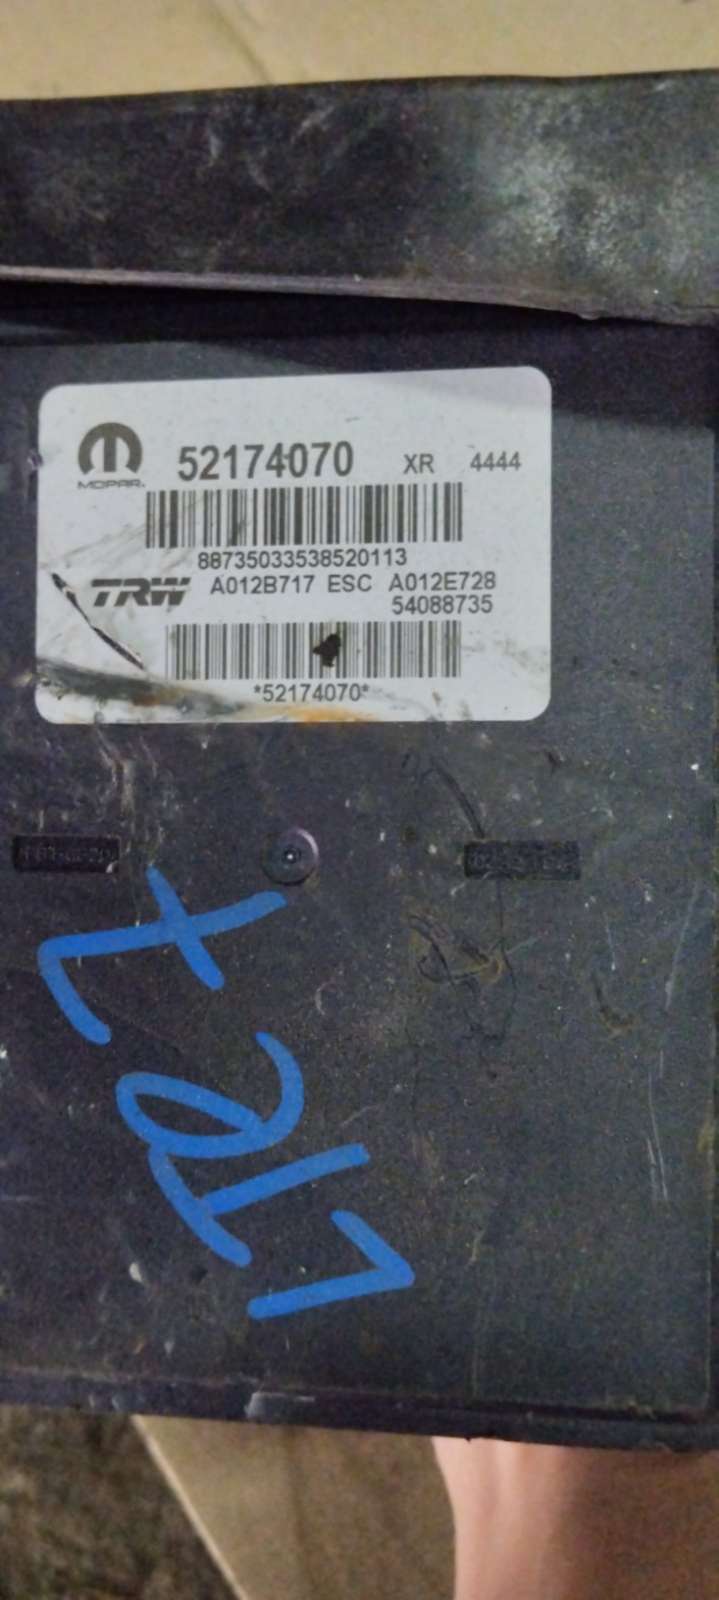 52174070 XR 4444
MOPAR
88735033538520113
TRW A012B717 ESC A012E728
54088735
*52174070*